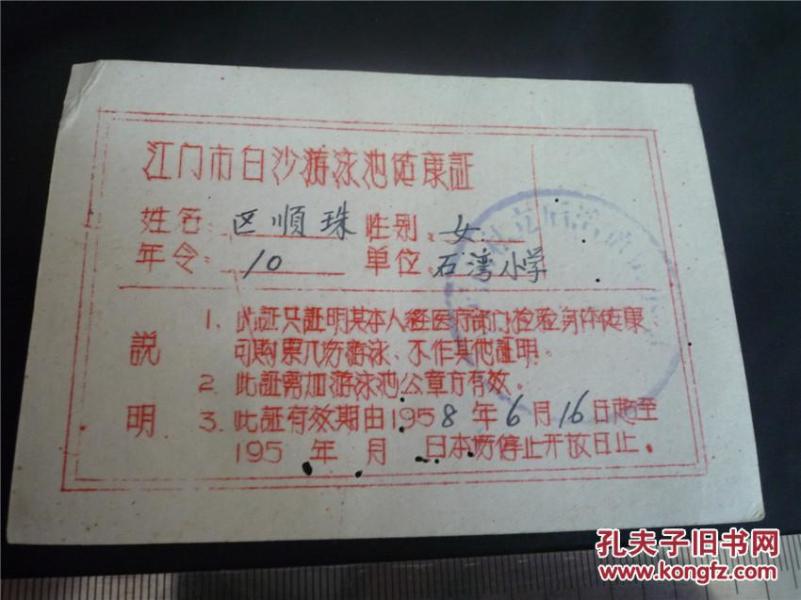 江门市白沙游泳池健康証
姓名 区順珠 性别 女
年令 10 单位 石湾小学
説明
1. 此証只証明其本人経医疗部门检驗身体健康
可购票入场游泳、不作其他証明。
2. 此証需加游泳池公章方有效。
3. 此証有效期由1958年6月16日起至
195 年 月 日本场停止开放日止。
孔夫子旧书网
www.kongfz.com